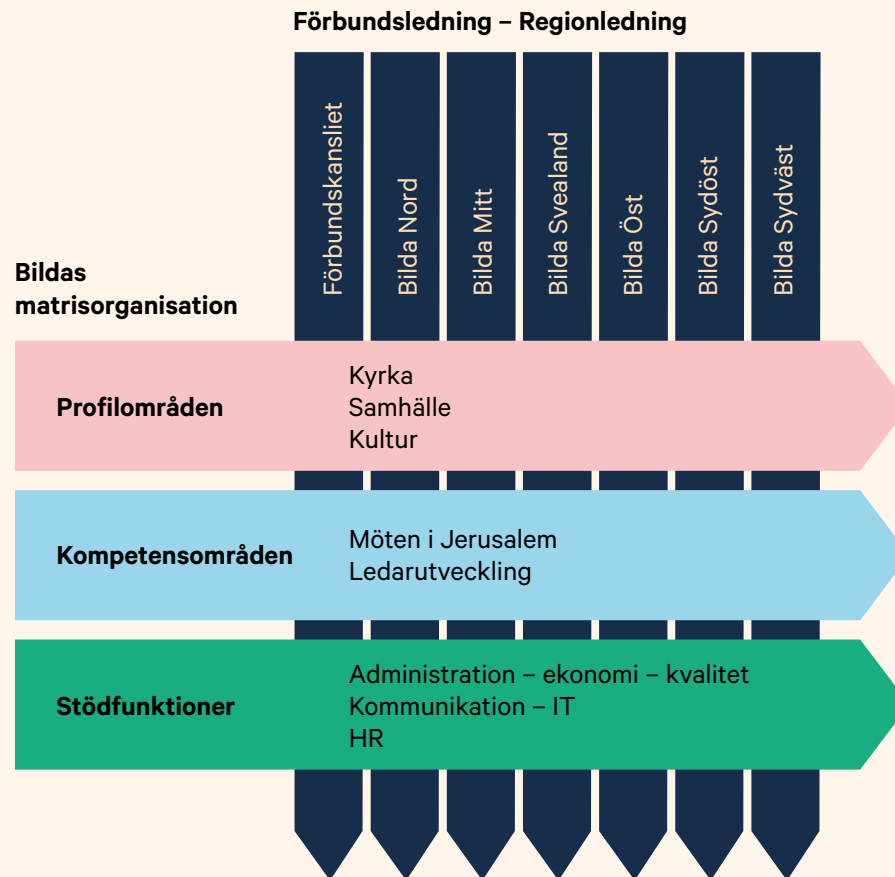 Förbundsledning – Regionledning
Förbundskansliet
Bilda Nord
Bilda Mitt
Bilda Svealand
Bilda Öst
Bilda Sydöst
Bilda Sydväst
Bildas
matrisorganisation
Profilområden
Kyrka
Samhälle
Kultur
Kompetensområden
Möten i Jerusalem
Ledarutveckling
Stödfunktioner
Administration – ekonomi – kvalitet
Kommunikation – IT
HR